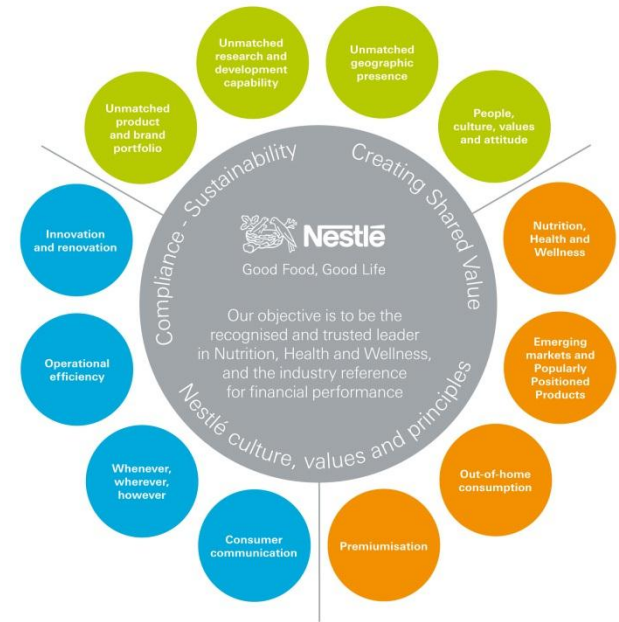 Unmatched
research and
development
capability
Unmatched
geographic
presence
Unmatched
product
and brand
portfolio
People,
culture, values
and attitude
Compliance - Sustainability
Creating Shared Value
Innovation
and renovation
Nestlé
Good Food, Good Life
Nutrition,
Health and
Wellness
Our objective is to be the
recognised and trusted leader
in Nutrition, Health and Wellness,
and the industry reference
for financial performance
Operational
efficiency
Emerging
markets and
Popularly
Positioned
Products
Nestlé culture, values and principles
Whenever,
wherever,
however
Out-of-home
consumption
Consumer
communication
Premiumisation